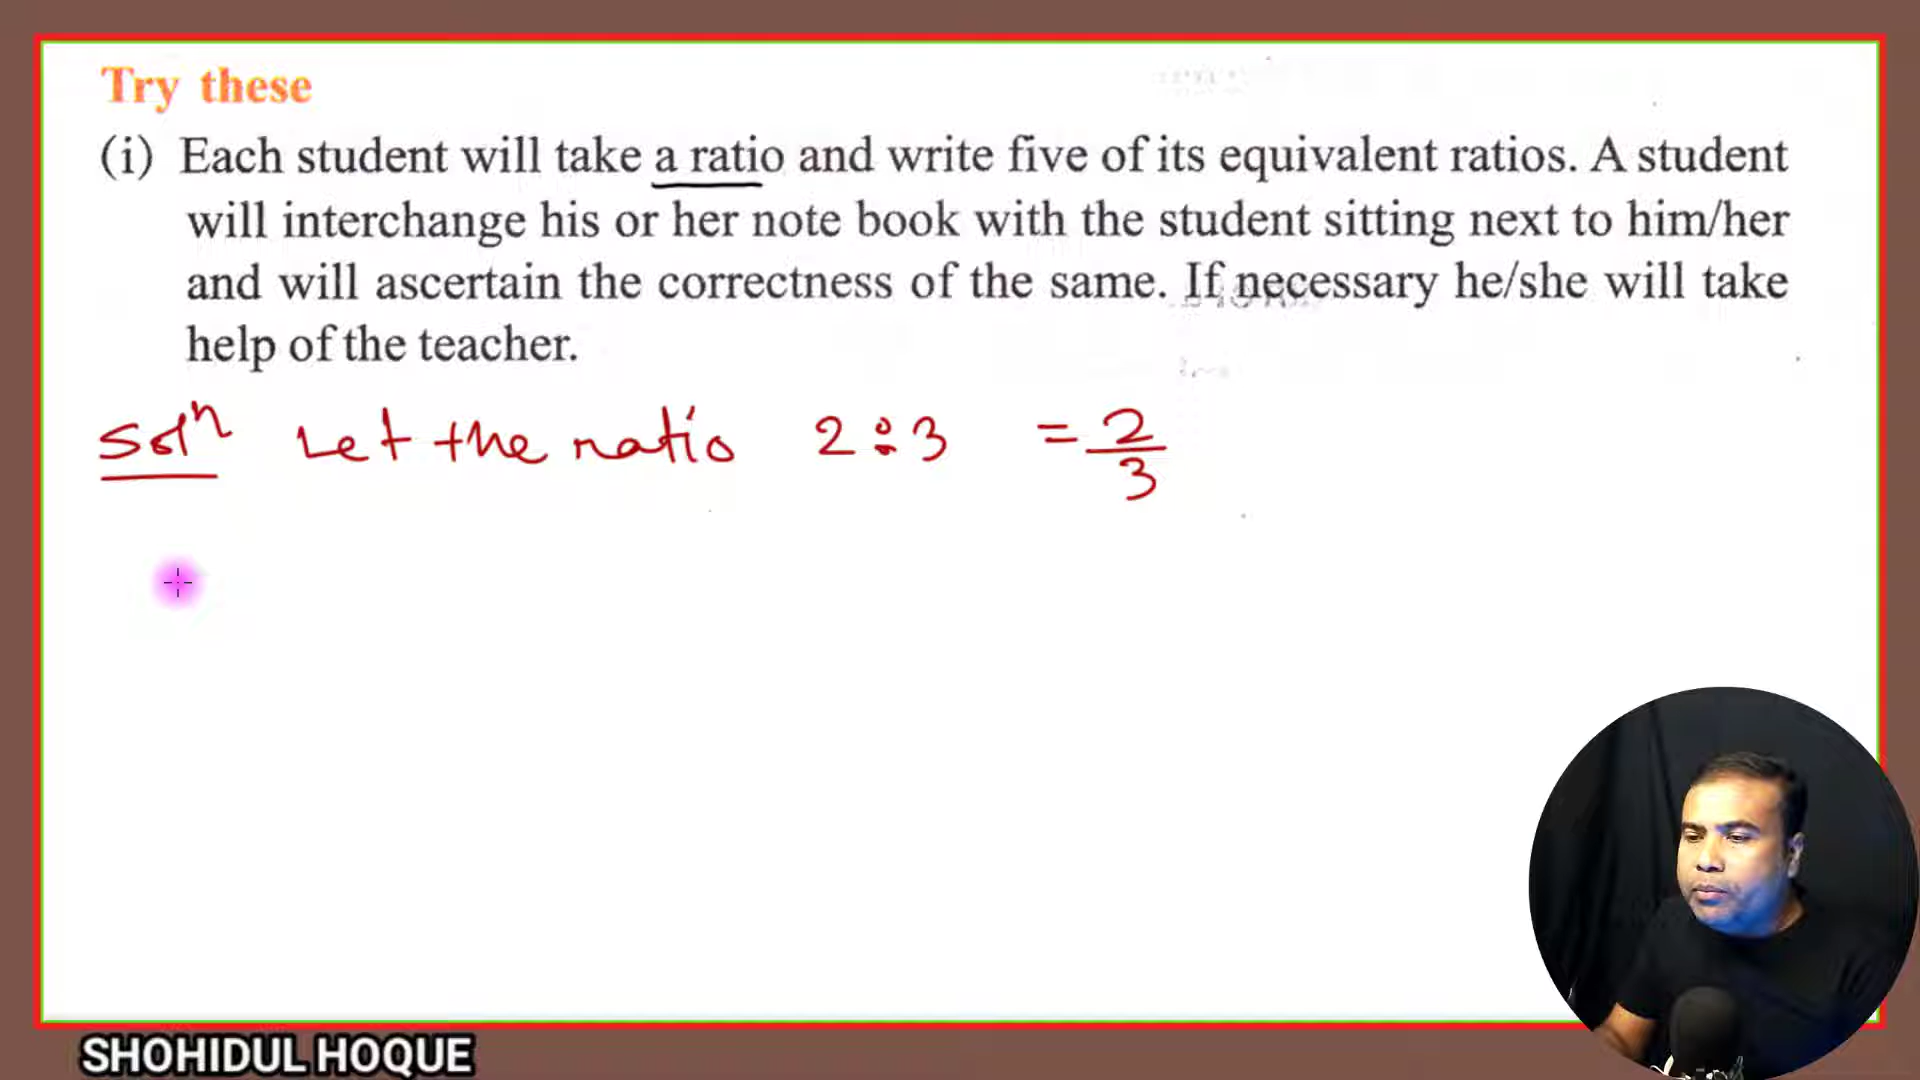 Try these
(i) Each student will take a ratio and write five of its equivalent ratios. A student
will interchange his or her note book with the student sitting next to him/her
and will ascertain the correctness of the same. If necessary he/she will take
help of the teacher.
Solⁿ Let the ratio 2:3 = 2/3
SHOHIDUL HOQUE